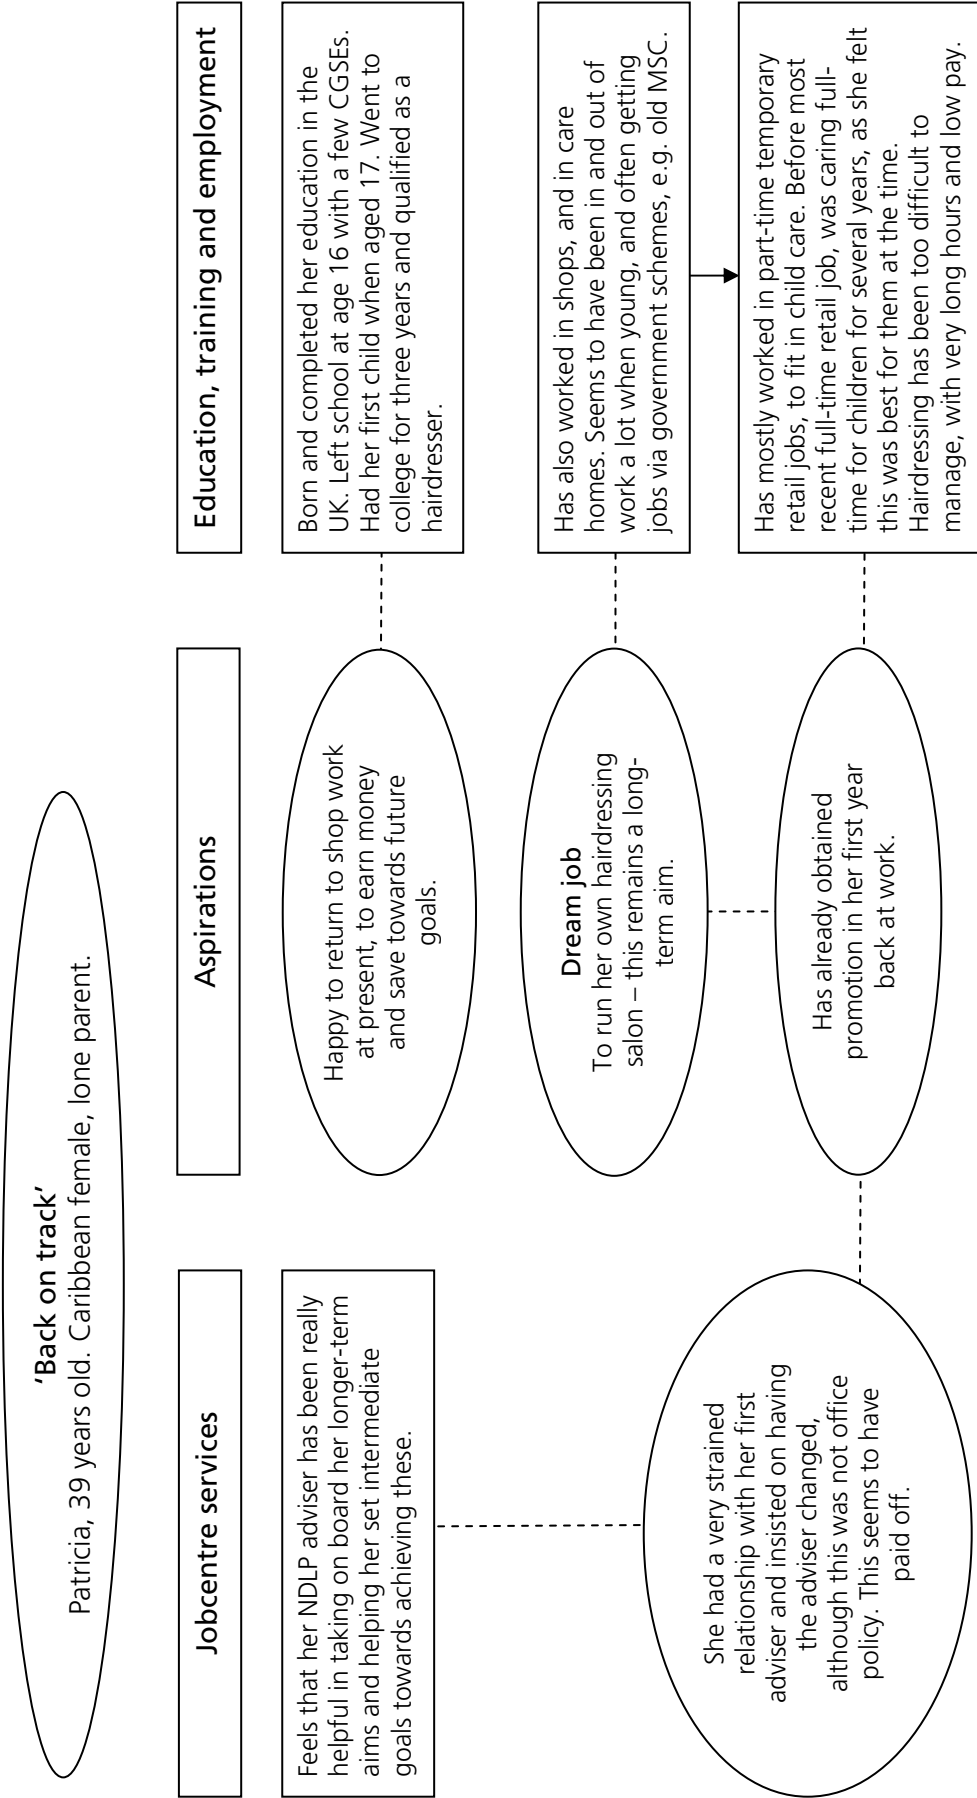 'Back on track'
Patricia, 39 years old. Caribbean female, lone parent.
Jobcentre services
Feels that her NDLP adviser has been really
helpful in taking on board her longer-term
aims and helping her set intermediate
goals towards achieving these.
She had a very strained
relationship with her first
adviser and insisted on having
the adviser changed,
although this was not office
policy. This seems to have
paid off.
Aspirations
Happy to return to shop work
at present, to earn money
and save towards future
goals.
Dream job
To run her own hairdressing
salon – this remains a long-
term aim.
Has already obtained
promotion in her first year
back at work.
Education, training and employment
Born and completed her education in the
UK. Left school at age 16 with a few CGSEs.
Had her first child when aged 17. Went to
college for three years and qualified as a
hairdresser.
Has also worked in shops, and in care
homes. Seems to have been in and out of
work a lot when young, and often getting
jobs via government schemes, e.g. old MSC.
Has mostly worked in part-time temporary
retail jobs, to fit in child care. Before most
recent full-time retail job, was caring full-
time for children for several years, as she felt
this was best for them at the time.
Hairdressing has been too difficult to
manage, with very long hours and low pay.